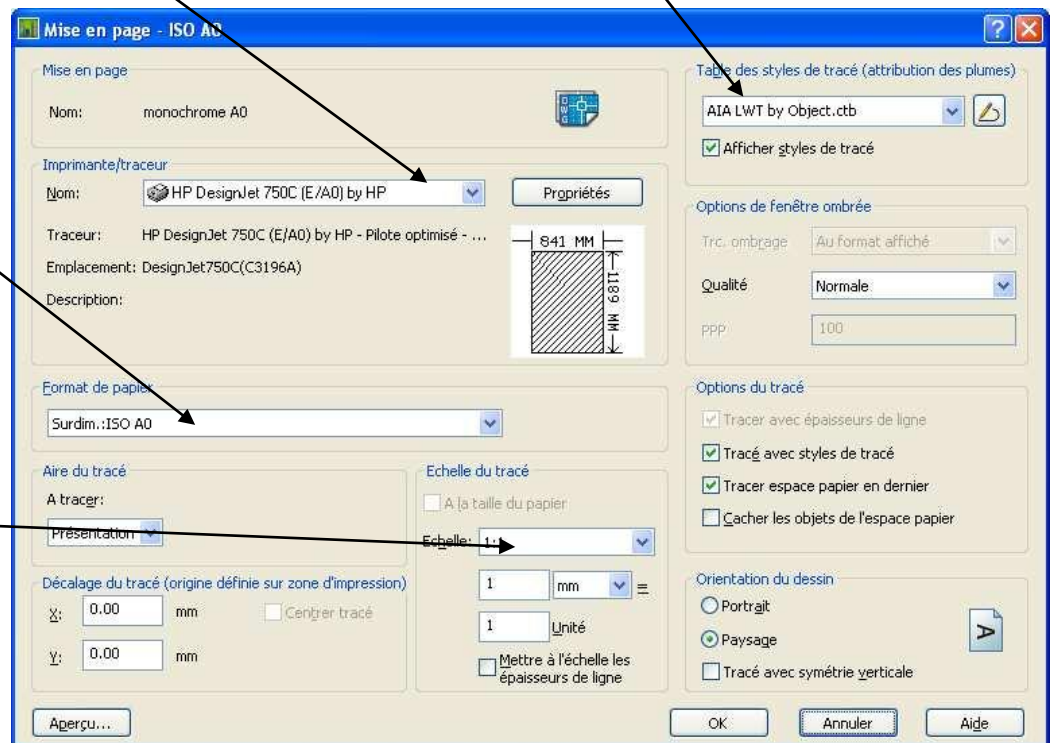 Mise en page - ISO A0
Mise en page
Nom: monochrome A0
DWG
Imprimante/traceur
Nom: HP DesignJet 750C (E/A0) by HP
Propriétés
Traceur: HP DesignJet 750C (E/A0) by HP - Pilote optimisé - ...
Emplacement: DesignJet750C(C3196A)
Description:
841 MM
1189 MM
Format de papier
Surdim.:ISO A0
Aire du tracé
A tracer:
Présentation
Echelle du tracé
A la taille du papier
Echelle: 1:1
1 mm =
1 Unité
Mettre à l'échelle les
épaisseurs de ligne
Décalage du tracé (origine définie sur zone d'impression)
X: 0.00 mm
Centrer tracé
Y: 0.00 mm
Table des styles de tracé (attribution des plumes)
AIA LWT by Object.ctb
Afficher styles de tracé
Options de fenêtre ombrée
Trc. ombrage Au format affiché
Qualité Normale
PPP 100
Options du tracé
Tracer avec épaisseurs de ligne
Tracé avec styles de tracé
Tracer espace papier en dernier
Cacher les objets de l'espace papier
Orientation du dessin
Portrait
Paysage
A
Tracé avec symétrie verticale
Aperçu...
OK
Annuler
Aide